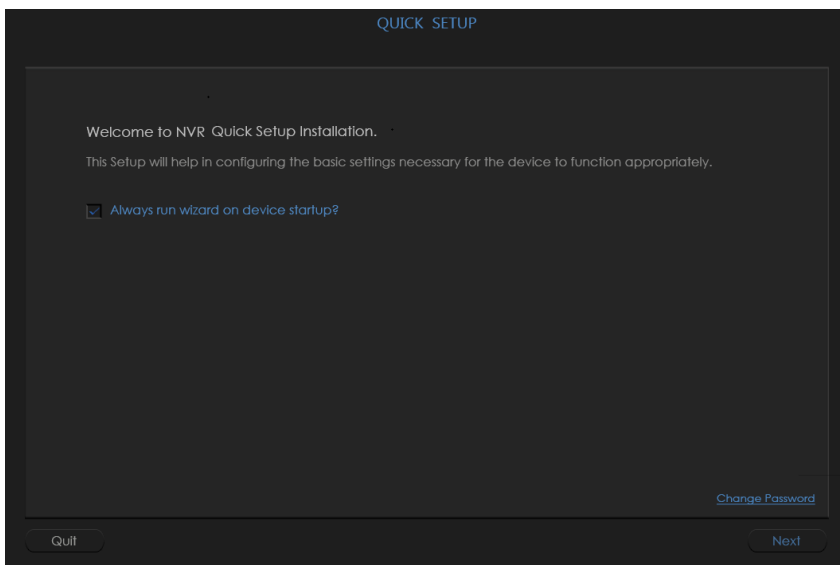 QUICK SETUP
Welcome to NVR Quick Setup Installation.
This Setup will help in configuring the basic settings necessary for the device to function appropriately.
Always run wizard on device startup?
Change Password
Quit
Next